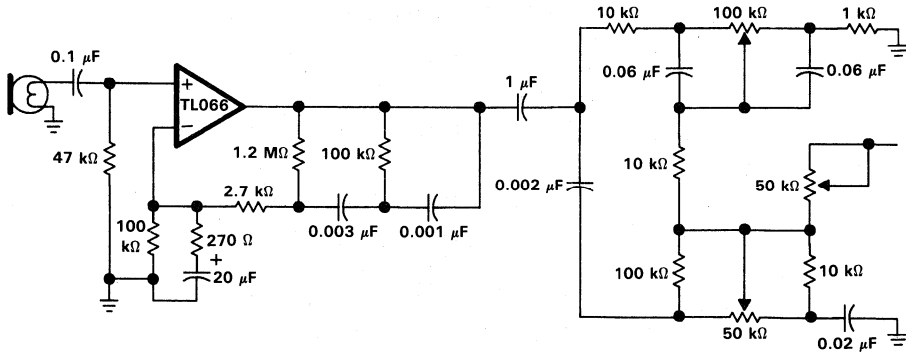 0.1 μF
47 kΩ
+
TL066
−
100
kΩ
270 Ω
+
20 μF
2.7 kΩ
1.2 MΩ
100 kΩ
0.003 μF
0.001 μF
1 μF
0.002 μF
10 kΩ
100 kΩ
1 kΩ
0.06 μF
0.06 μF
10 kΩ
50 kΩ
100 kΩ
10 kΩ
50 kΩ
0.02 μF